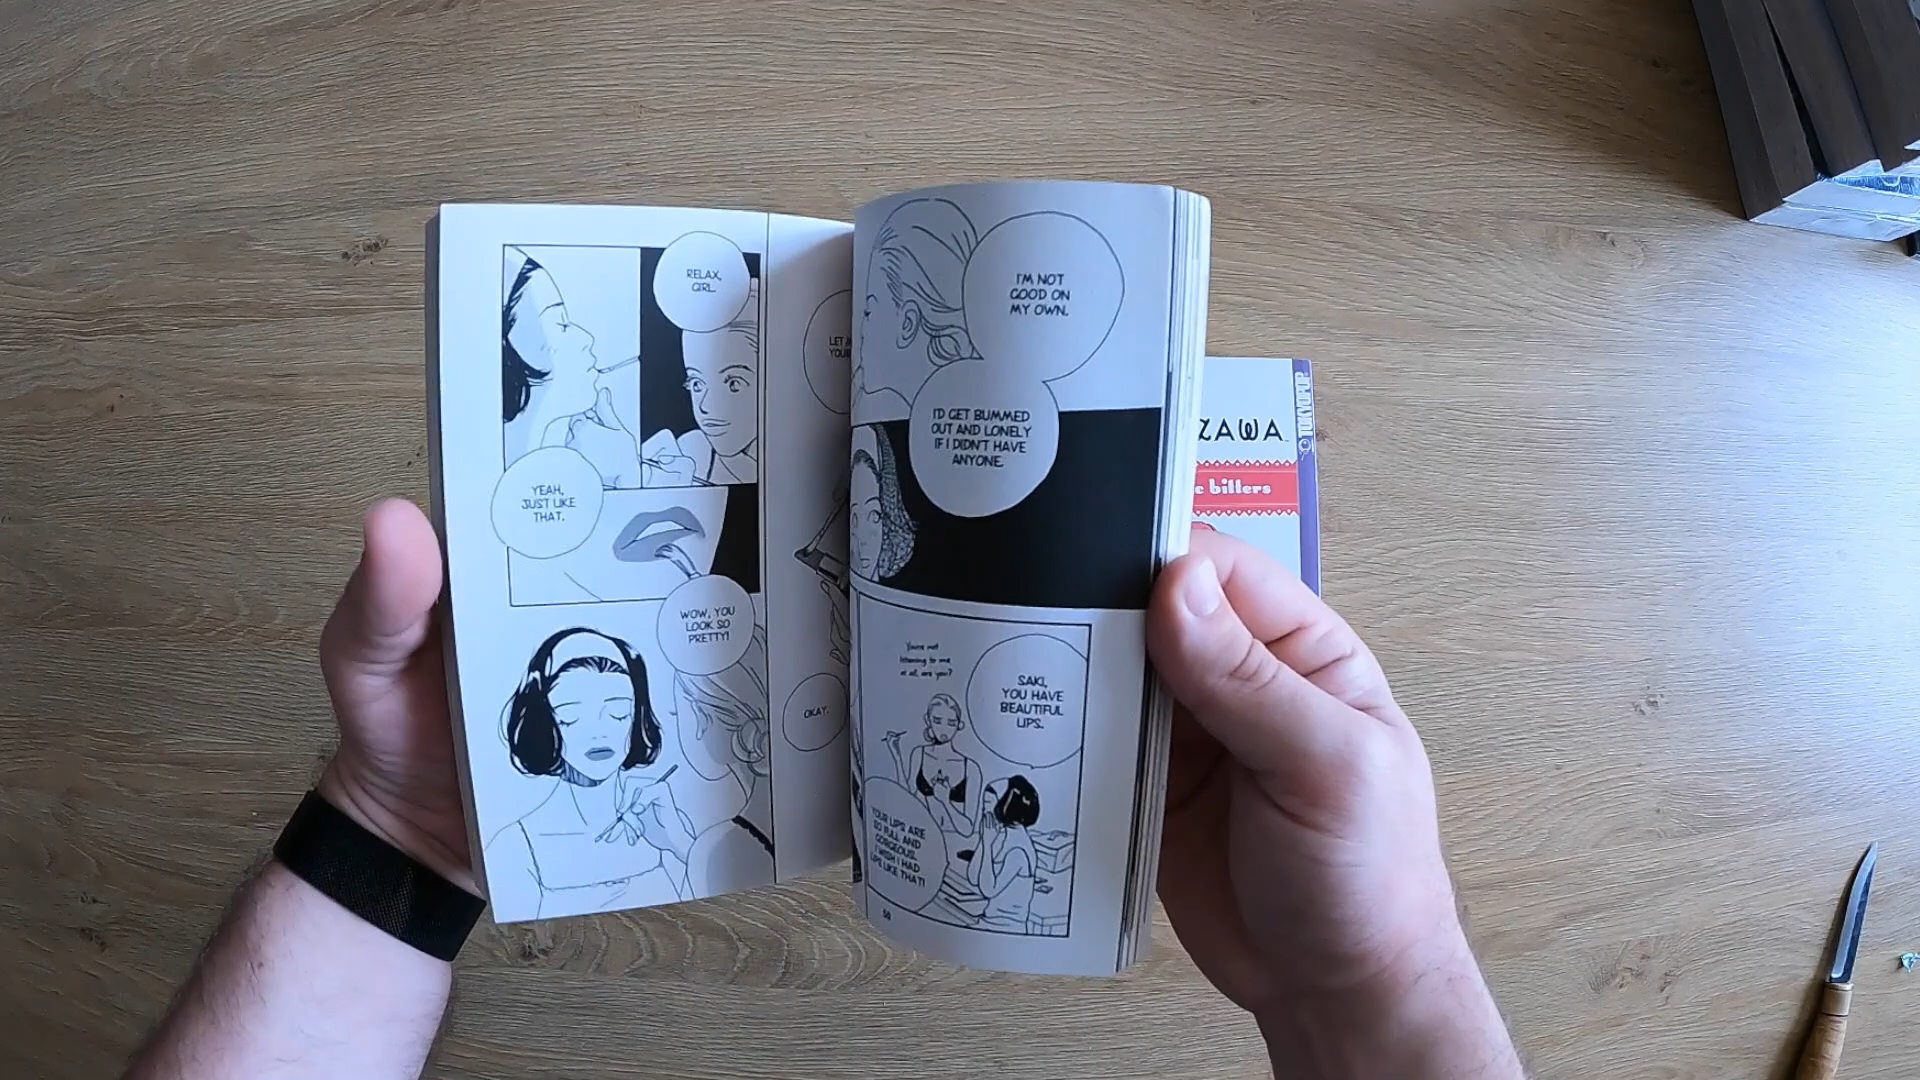 I'M NOT
GOOD ON
MY OWN.
I'D GET BUMMED
OUT AND LONELY
IF I DIDN'T HAVE
ANYONE.
You're not
listening to me
at all, are you?
SAKI,
YOU HAVE
BEAUTIFUL
LIPS.
YOUR LIPS ARE
SO FULL AND
GORGEOUS.
I WISH I HAD
LIPS LIKE THAT!
50
LET
YOUR
OKAY.
RELAX,
GIRL.
YEAH,
JUST LIKE
THAT.
WOW, YOU
LOOK SO
PRETTY!
ZAWA
c bitters
TOKYOPOP